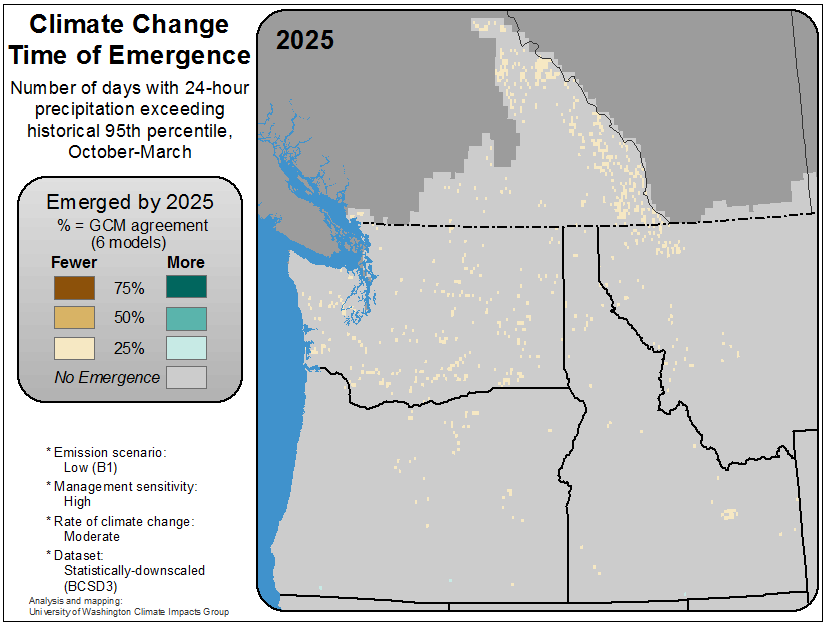 Climate Change
Time of Emergence
Number of days with 24-hour
precipitation exceeding
historical 95th percentile,
October-March
Emerged by 2025
% = GCM agreement
(6 models)
Fewer More
75%
50%
25%
No Emergence
* Emission scenario:
Low (B1)
* Management sensitivity:
High
* Rate of climate change:
Moderate
* Dataset:
Statistically-downscaled
(BCSD3)
Analysis and mapping:
University of Washington Climate Impacts Group
2025